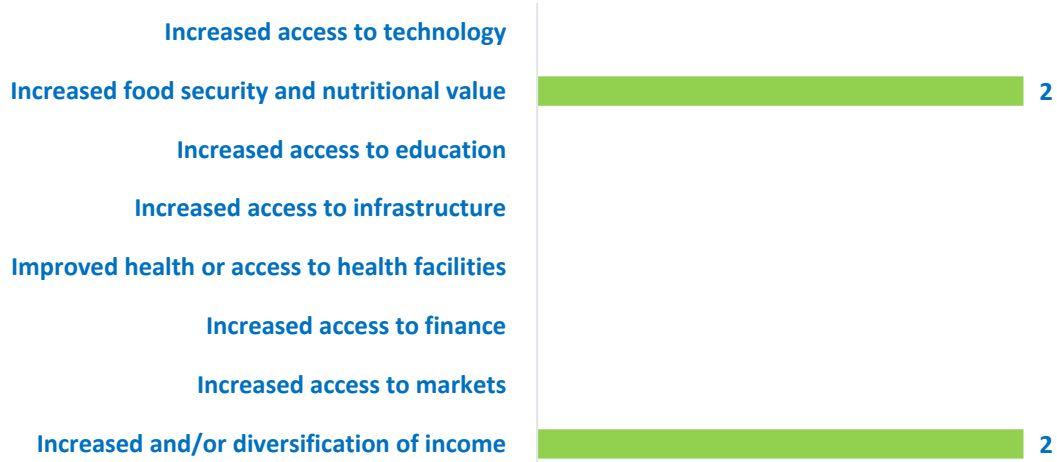 Increased access to technology
Increased food security and nutritional value 2
Increased access to education
Increased access to infrastructure
Improved health or access to health facilities
Increased access to finance
Increased access to markets
Increased and/or diversification of income 2